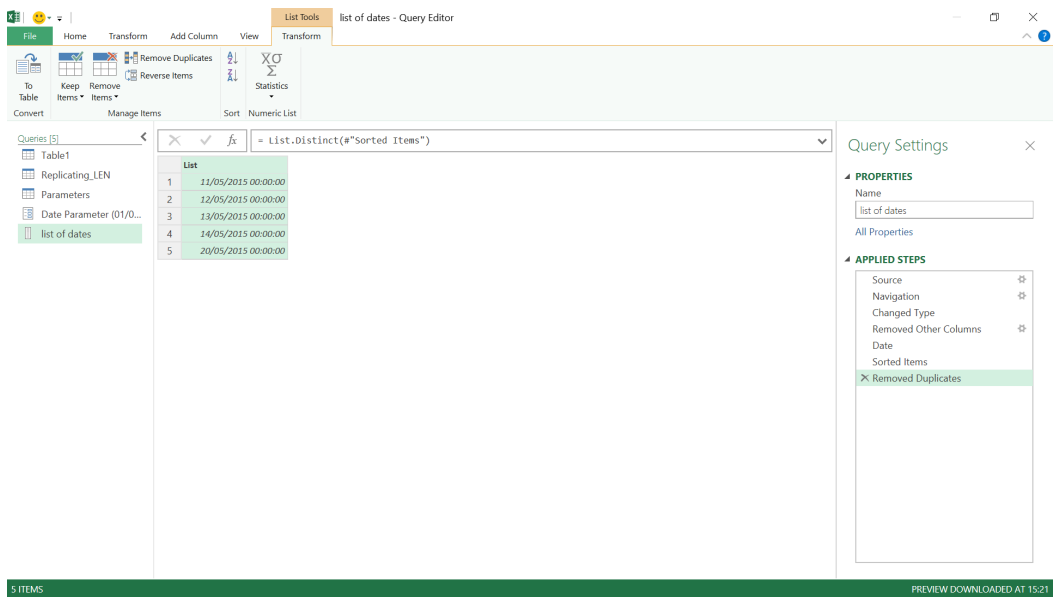 List Tools
list of dates - Query Editor
File Home Transform Add Column View Transform
To Table
Keep Items
Remove Items
Remove Duplicates
Reverse Items
Statistics
Convert Manage Items Sort Numeric List
Queries [5]
Table1
Replicating_LEN
Parameters
Date Parameter (01/0...
list of dates
fx = List.Distinct(#"Sorted Items")
List
1 11/05/2015 00:00:00
2 12/05/2015 00:00:00
3 13/05/2015 00:00:00
4 14/05/2015 00:00:00
5 20/05/2015 00:00:00
Query Settings
PROPERTIES
Name
list of dates
All Properties
APPLIED STEPS
Source
Navigation
Changed Type
Removed Other Columns
Date
Sorted Items
Removed Duplicates
5 ITEMS
PREVIEW DOWNLOADED AT 15:21